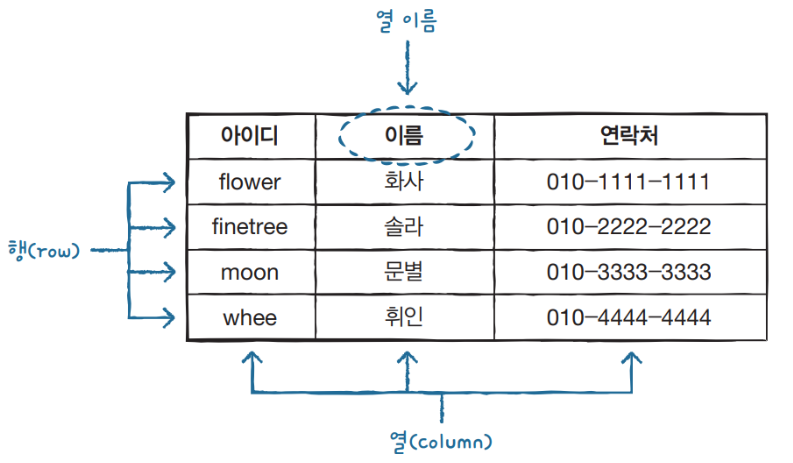 열 이름
아이디 이름 연락처
flower 화사 010-1111-1111
finetree 솔라 010-2222-2222
행(row)
moon 문별 010-3333-3333
whee 휘인 010-4444-4444
열(column)